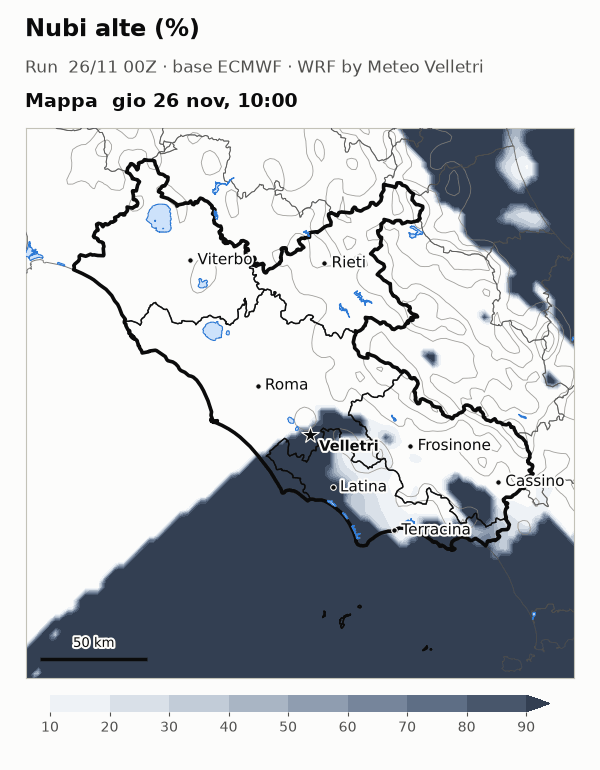 Nubi alte (%)
Run  26/11 00Z · base ECMWF · WRF by Meteo Velletri
Mappa  gio 26 nov, 10:00
Viterbo
Rieti
Roma
Velletri
Frosinone
Latina
Cassino
Terracina
50 km
10 20 30 40 50 60 70 80 90